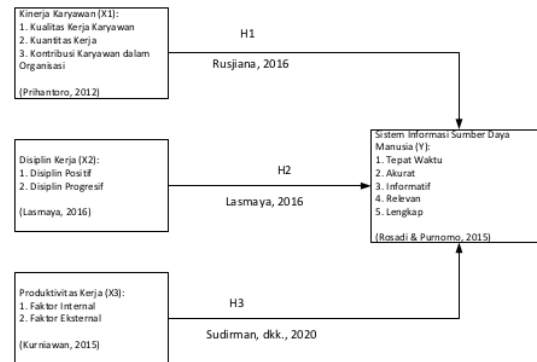 Kinerja Karyawan (X1):
1. Kualitas Kerja Karyawan
2. Kuantitas Kerja
3. Kontribusi Karyawan dalam
Organisasi
(Prihantoro, 2012)
H1
Rusjiana, 2016
Disiplin Kerja (X2):
1. Disiplin Positif
2. Disiplin Progresif
(Lasmaya, 2016)
H2
Lasmaya, 2016
Sistem Informasi Sumber Daya
Manusia (Y):
1. Tepat Waktu
2. Akurat
3. Informatif
4. Relevan
5. Lengkap
(Rosadi & Purnomo, 2015)
Produktivitas Kerja (X3):
1. Faktor Internal
2. Faktor Eksternal
(Kurniawan, 2015)
H3
Sudirman, dkk., 2020